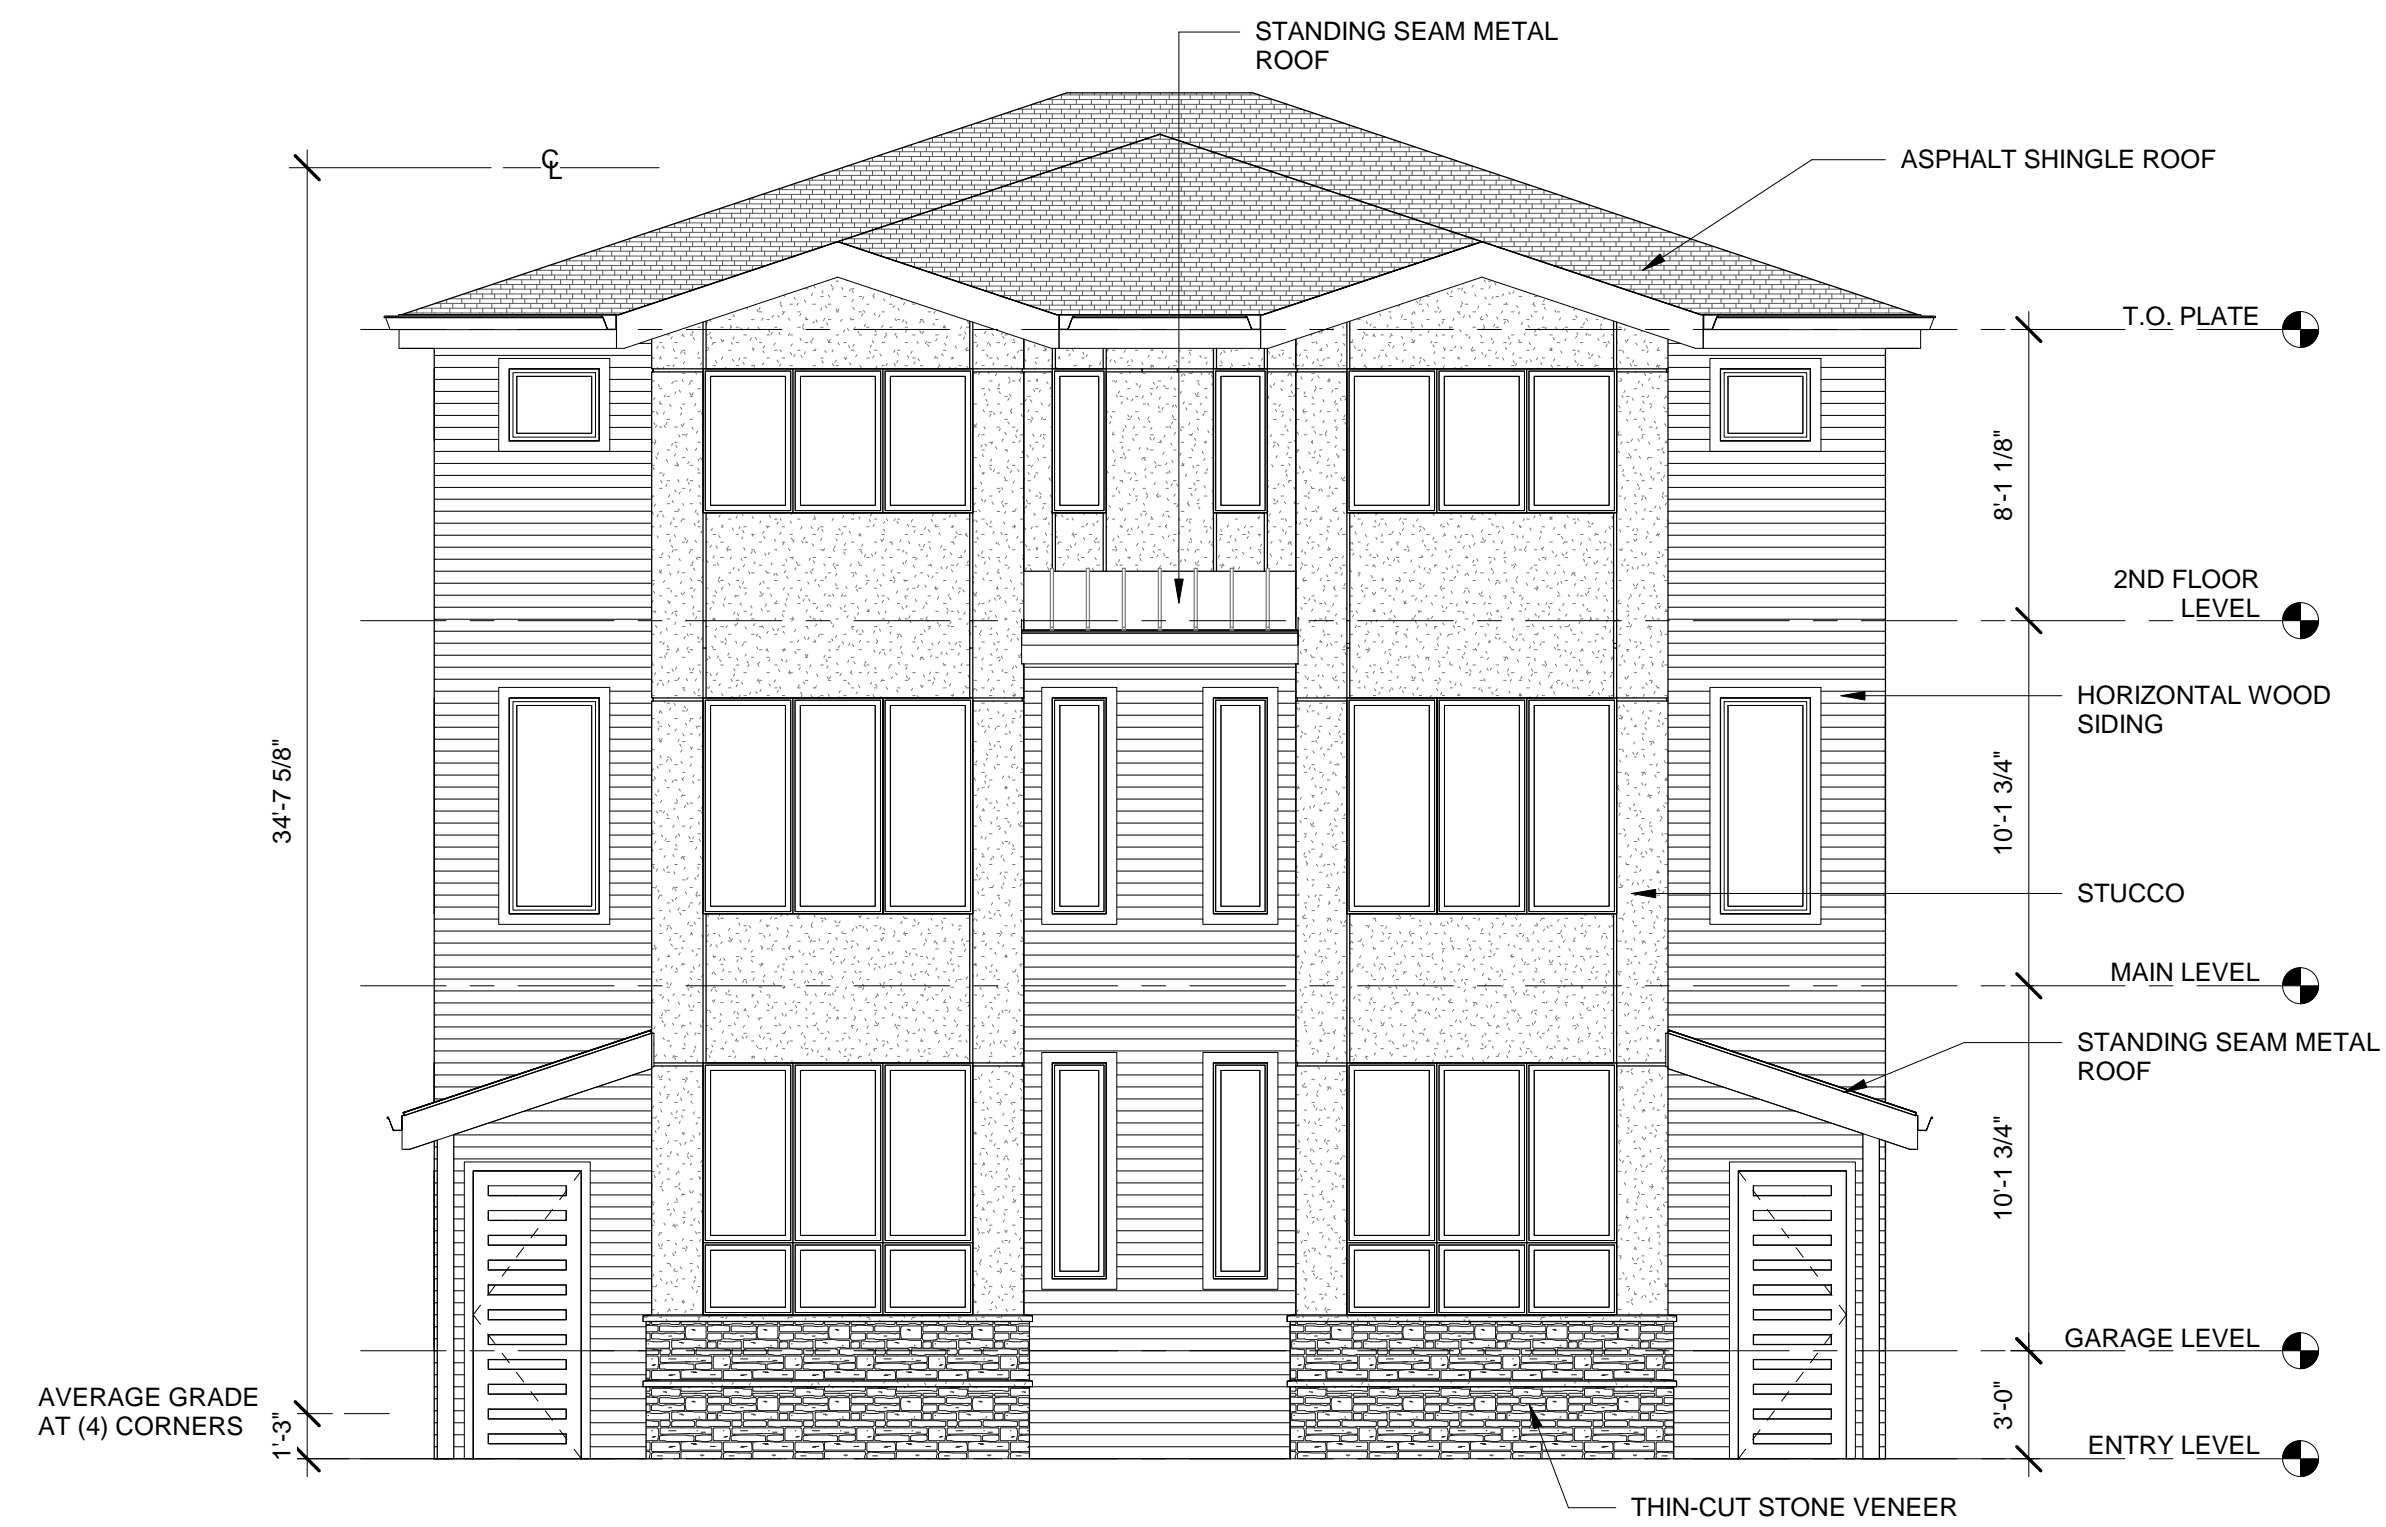 STANDING SEAM METAL
ROOF
ASPHALT SHINGLE ROOF
CL
T.O. PLATE
8'-1 1/8"
2ND FLOOR
LEVEL
HORIZONTAL WOOD
SIDING
34'-7 5/8"
10'-1 3/4"
STUCCO
MAIN LEVEL
STANDING SEAM METAL
ROOF
10'-1 3/4"
GARAGE LEVEL
AVERAGE GRADE
AT (4) CORNERS
1'-3"
3'-0"
ENTRY LEVEL
THIN-CUT STONE VENEER